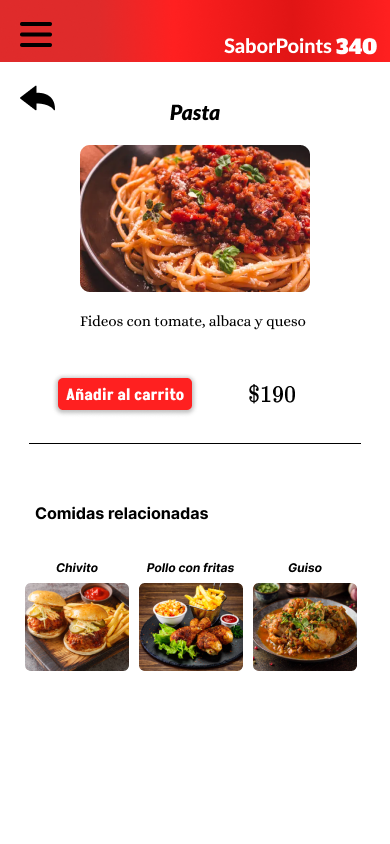 SaborPoints 340
Pasta
Fideos con tomate, albaca y queso
Añadir al carrito
$190
Comidas relacionadas
Chivito
Pollo con fritas
Guiso